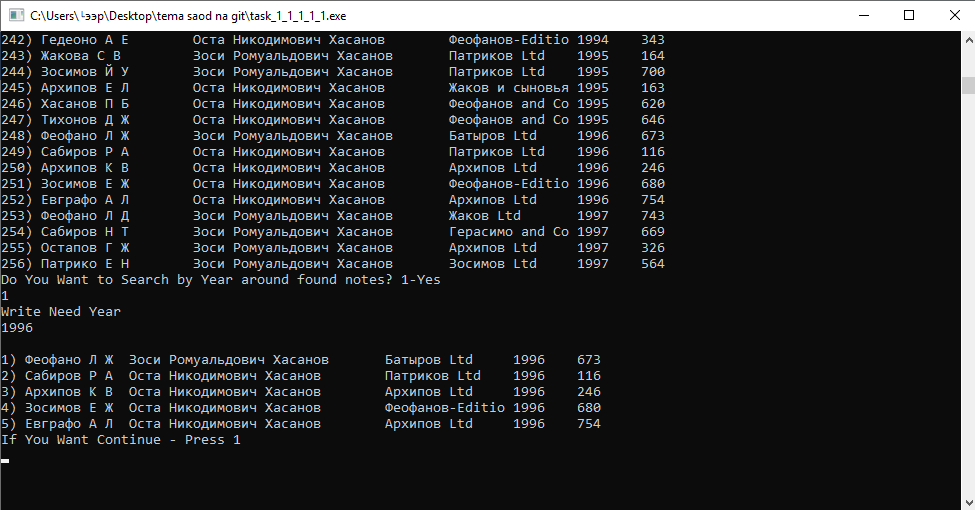 C:\Users\└ээр\Desktop\tema saod na git\task_1_1_1_1_1.exe
242) Гедеоно А Е Оста Никодимович Хасанов Феофанов-Editio 1994 343
243) Жакова С В Зоси Ромуальдович Хасанов Патриков Ltd 1995 164
244) Зосимов Й У Зоси Ромуальдович Хасанов Патриков Ltd 1995 700
245) Архипов Е Л Оста Никодимович Хасанов Жаков и сыновья 1995 163
246) Хасанов П Б Оста Никодимович Хасанов Феофанов and Co 1995 620
247) Тихонов Д Ж Оста Никодимович Хасанов Феофанов and Co 1995 646
248) Феофано Л Ж Зоси Ромуальдович Хасанов Батыров Ltd 1996 673
249) Сабиров Р А Оста Никодимович Хасанов Патриков Ltd 1996 116
250) Архипов К В Оста Никодимович Хасанов Архипов Ltd 1996 246
251) Зосимов Е Ж Оста Никодимович Хасанов Феофанов-Editio 1996 680
252) Евграфо А Л Оста Никодимович Хасанов Архипов Ltd 1996 754
253) Феофано Л Д Зоси Ромуальдович Хасанов Жаков Ltd 1997 743
254) Сабиров Н Т Зоси Ромуальдович Хасанов Герасимо and Co 1997 669
255) Остапов Г Ж Зоси Ромуальдович Хасанов Архипов Ltd 1997 326
256) Патрико Е Н Зоси Ромуальдович Хасанов Зосимов Ltd 1997 564
Do You Want to Search by Year around found notes? 1-Yes
1
Write Need Year
1996
1) Феофано Л Ж Зоси Ромуальдович Хасанов Батыров Ltd 1996 673
2) Сабиров Р А Оста Никодимович Хасанов Патриков Ltd 1996 116
3) Архипов К В Оста Никодимович Хасанов Архипов Ltd 1996 246
4) Зосимов Е Ж Оста Никодимович Хасанов Феофанов-Editio 1996 680
5) Евграфо А Л Оста Никодимович Хасанов Архипов Ltd 1996 754
If You Want Continue - Press 1